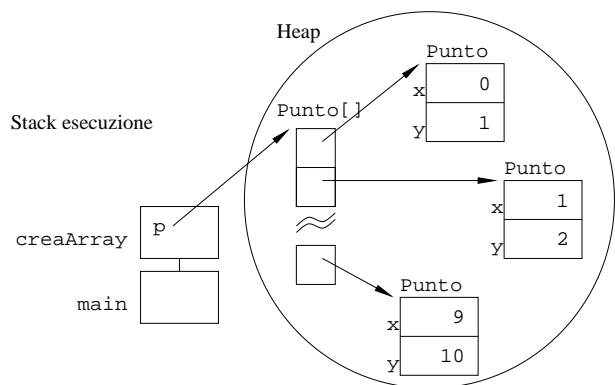 Heap
Punto
x 0
y 1
Punto[]
Stack esecuzione
Punto
x 1
y 2
p
creaArray
main
Punto
x 9
y 10